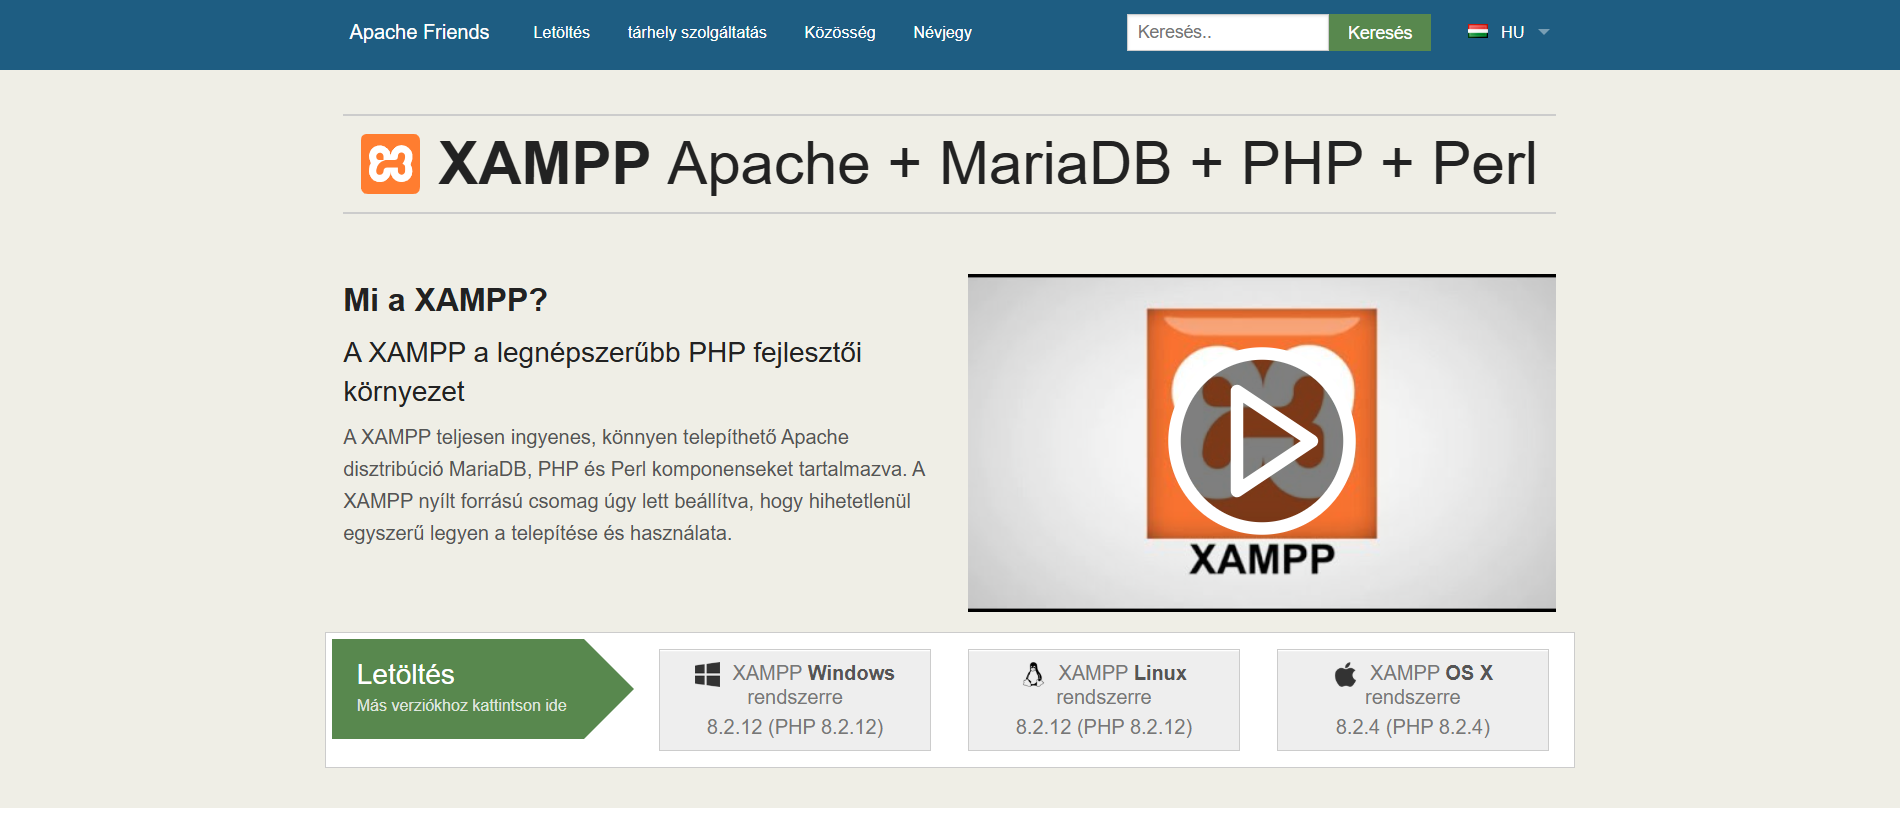 Apache Friends Letöltés tárhely szolgáltatás Közösség Névjegy Keresés.. Keresés HU
XAMPP Apache + MariaDB + PHP + Perl
Mi a XAMPP?
A XAMPP a legnépszerűbb PHP fejlesztői
környezet
A XAMPP teljesen ingyenes, könnyen telepíthető Apache
disztribúció MariaDB, PHP és Perl komponenseket tartalmazva. A
XAMPP nyílt forrású csomag úgy lett beállítva, hogy hihetetlenül
egyszerű legyen a telepítése és használata.
XAMPP
Letöltés
Más verziókhoz kattintson ide
XAMPP Windows
rendszerre
8.2.12 (PHP 8.2.12)
XAMPP Linux
rendszerre
8.2.12 (PHP 8.2.12)
XAMPP OS X
rendszerre
8.2.4 (PHP 8.2.4)